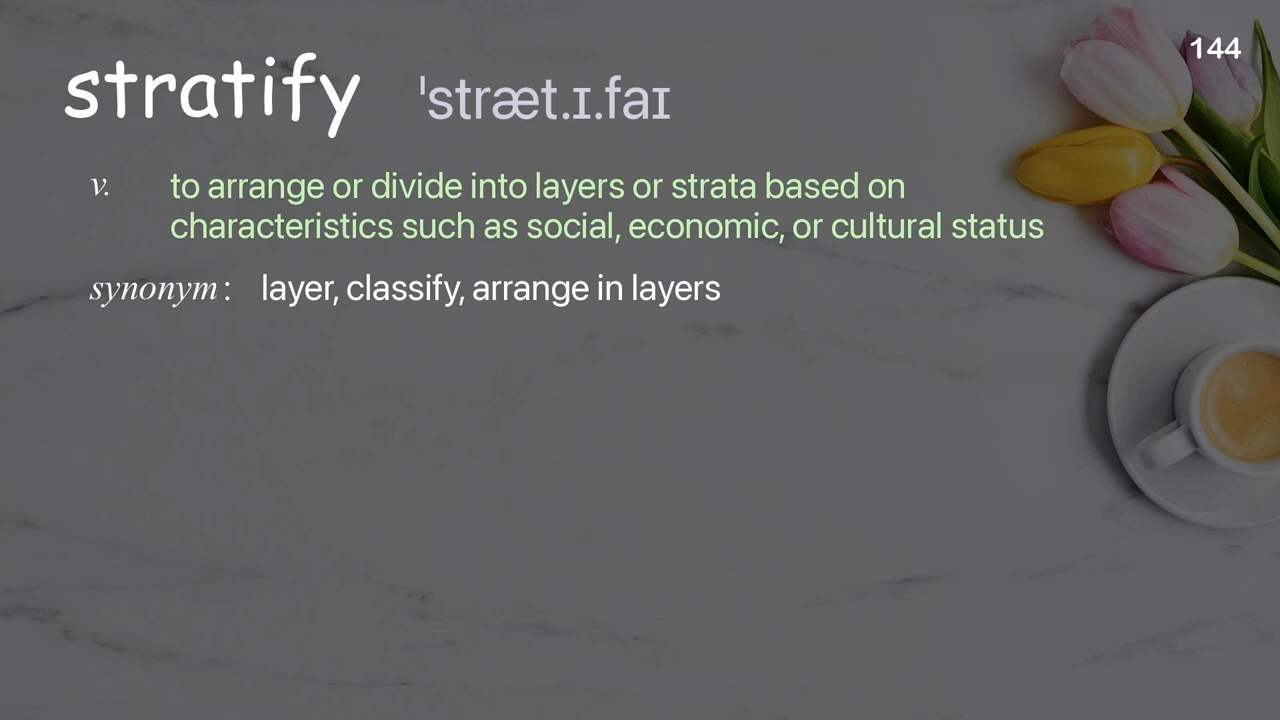 144
stratify ˈstræt.ɪ.faɪ
v. to arrange or divide into layers or strata based on
characteristics such as social, economic, or cultural status
synonym : layer, classify, arrange in layers